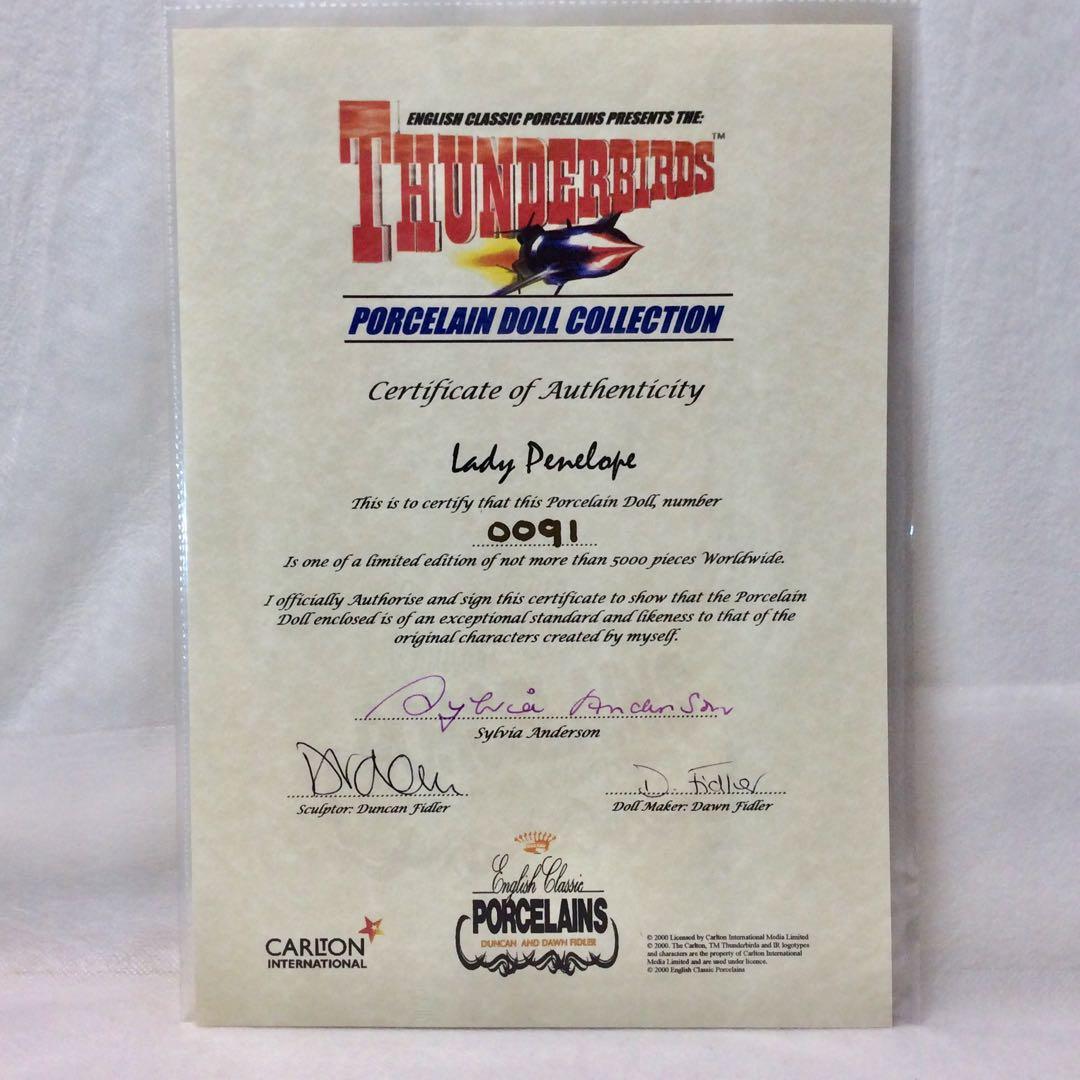 ENGLISH CLASSIC PORCELAINS PRESENTS THE:
THUNDERBIRDS™
PORCELAIN DOLL COLLECTION
Certificate of Authenticity
Lady Penelope
This is to certify that this Porcelain Doll, number
0091
Is one of a limited edition of not more than 5000 pieces Worldwide.
I officially Authorise and sign this certificate to show that the Porcelain
Doll enclosed is of an exceptional standard and likeness to that of the
original characters created by myself.
Sylvia Anderson
Sylvia Anderson
D. Fidler
Sculptor: Duncan Fidler
Doll Maker: Dawn Fidler
English Classic
PORCELAINS
DUNCAN AND DAWN FIDLER
CARLTON
INTERNATIONAL
© 2000 Licensed by Carlton International Media Limited
© 2000. The Carlton, TM Thunderbirds and IR logotypes
and characters are the property of Carlton International
Media Limited and are used under licence.
© 2000 English Classic Porcelains